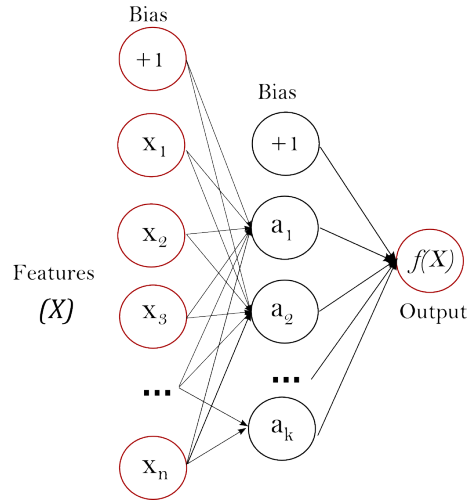 Bias
+1
x1
x2
x3
...
xn
Features
(X)
Bias
+1
a1
a2
...
ak
f(X)
Output